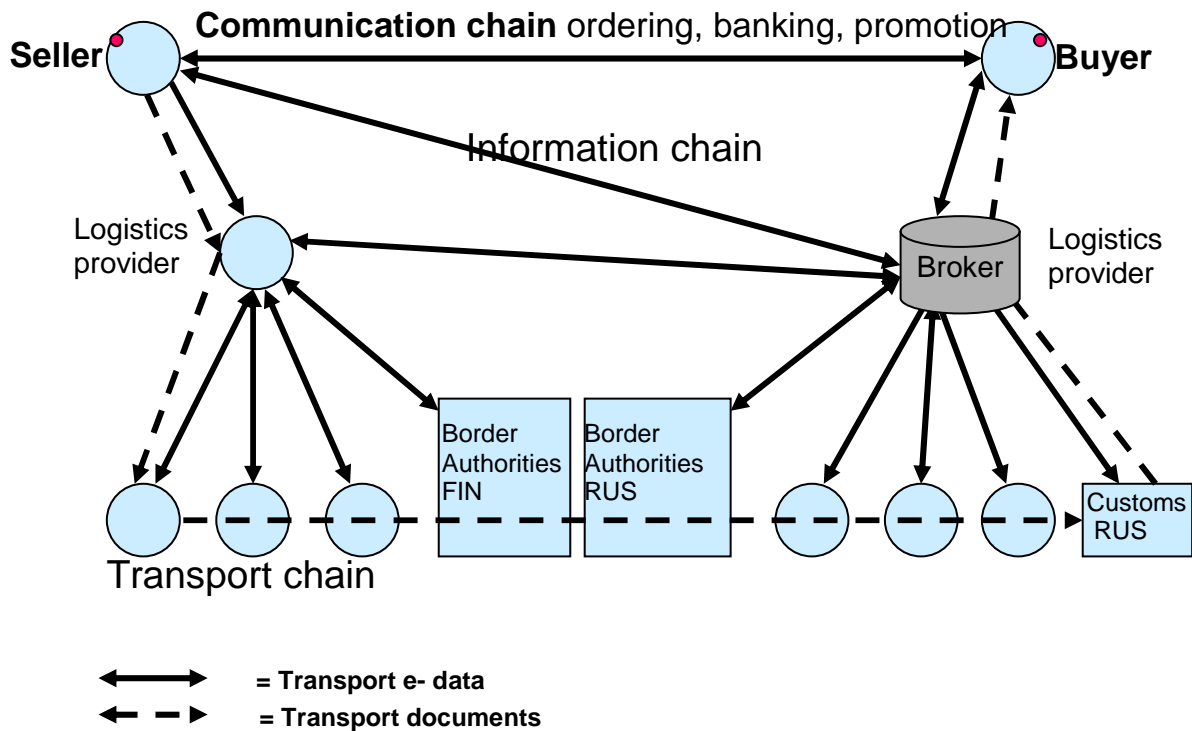 Communication chain ordering, banking, promotion
Seller
Buyer
Information chain
Logistics
provider
Broker
Logistics
provider
Border
Authorities
FIN
Border
Authorities
RUS
Customs
RUS
Transport chain
= Transport e- data
= Transport documents